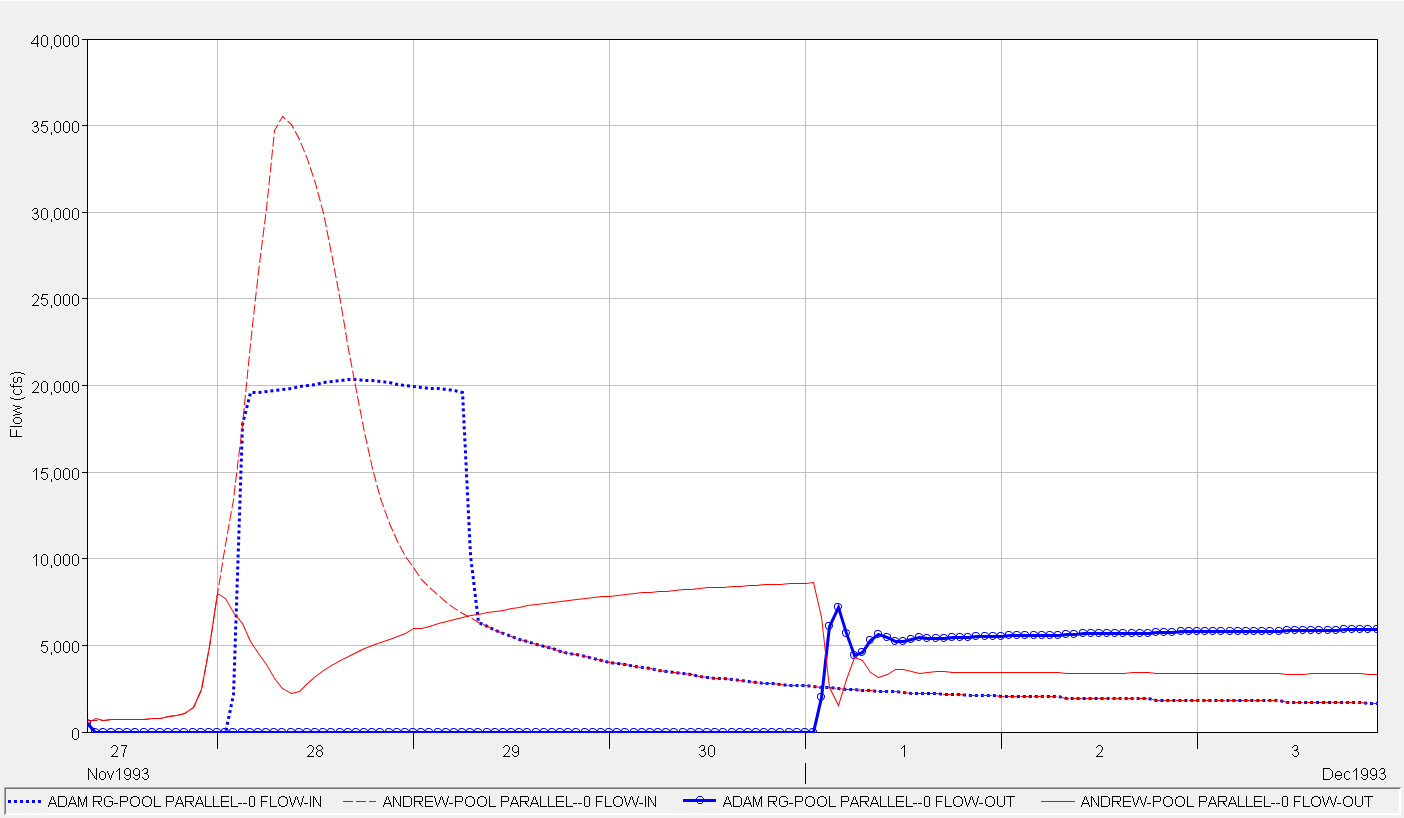 40,000
35,000
30,000
25,000
20,000
15,000
10,000
5,000
0
Flow (cfs)
27 28 29 30 1 2 3
Nov1993 Dec1993
ADAM RG-POOL PARALLEL--0 FLOW-IN ANDREW-POOL PARALLEL--0 FLOW-IN ADAM RG-POOL PARALLEL--0 FLOW-OUT ANDREW-POOL PARALLEL--0 FLOW-OUT